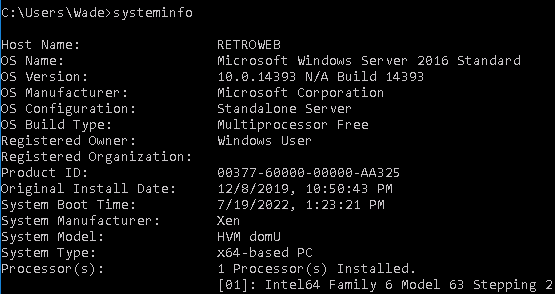 C:\Users\Wade>systeminfo
Host Name: RETROWEB
OS Name: Microsoft Windows Server 2016 Standard
OS Version: 10.0.14393 N/A Build 14393
OS Manufacturer: Microsoft Corporation
OS Configuration: Standalone Server
OS Build Type: Multiprocessor Free
Registered Owner: Windows User
Registered Organization:
Product ID: 00377-60000-00000-AA325
Original Install Date: 12/8/2019, 10:50:43 PM
System Boot Time: 7/19/2022, 1:23:21 PM
System Manufacturer: Xen
System Model: HVM domU
System Type: x64-based PC
Processor(s): 1 Processor(s) Installed.
[01]: Intel64 Family 6 Model 63 Stepping 2